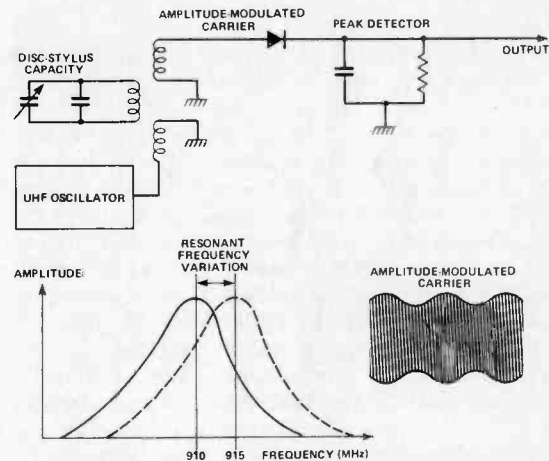 AMPLITUDE-MODULATED
CARRIER
PEAK DETECTOR
OUTPUT
DISC-STYLUS
CAPACITY
UHF OSCILLATOR
RESONANT
FREQUENCY
VARIATION
AMPLITUDE
AMPLITUDE-MODULATED
CARRIER
910
915
FREQUENCY (MHz)